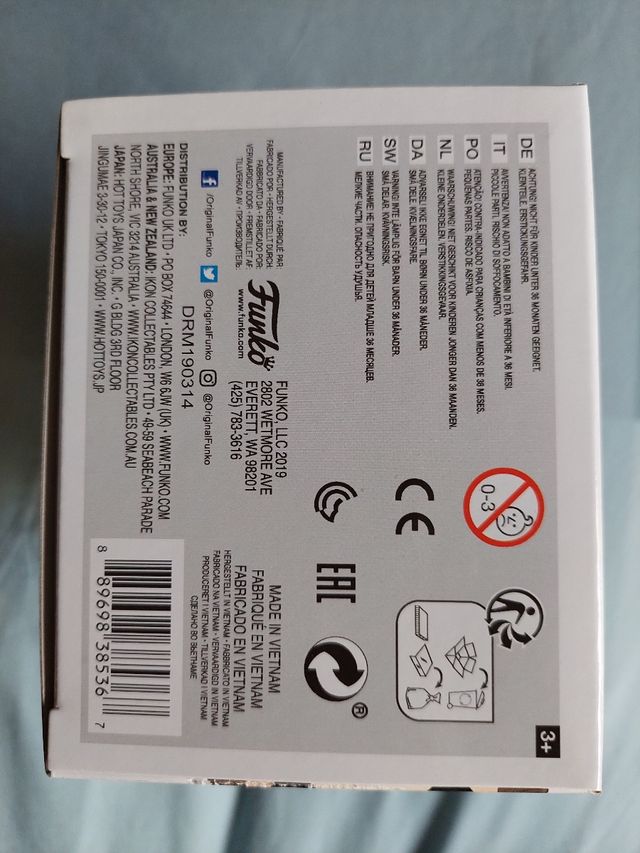 3+
DE ACHTUNG! NICHT FÜR KINDER UNTER 36 MONATEN GEEIGNET.
KLEINTEILE. ERSTICKUNGSGEFAHR.
IT AVVERTENZA! NON ADATTO A BAMBINI DI ETÀ INFERIORE A 36 MESI.
PICCOLE PARTI. RISCHIO DI SOFFOCAMENTO.
PO ATENÇÃO! CONTRA-INDICADO PARA CRIANÇAS COM MENOS DE 36 MESES.
PEQUENAS PARTES. RISCO DE ASFIXIA.
NL WAARSCHUWING! NIET GESCHIKT VOOR KINDEREN JONGER DAN 36 MAANDEN.
KLEINE ONDERDELEN. VERSTIKKINGSGEVAAR.
DA ADVARSEL! IKKE EGNET TIL BØRN UNDER 36 MÅNEDER.
SMÅ DELE. KVÆLNINGSFARE.
SW VARNING! INTE LÄMPLIG FÖR BARN UNDER 36 MÅNADER.
SMÅ DELAR. KVÄVNINGSRISK.
RU ВНИМАНИЕ! НЕ ПРИГОДНО ДЛЯ ДЕТЕЙ МЛАДШЕ 36 МЕСЯЦЕВ.
МЕЛКИЕ ЧАСТИ. ОПАСНОСТЬ УДУШЬЯ.
0-3
CE
EAC
®
MANUFACTURED BY • FABRIQUÉ PAR
FABRICADO POR • HERGESTELLT DURCH
FABRICATO DA • FABRICADO POR:
VERVAARDIGD DOOR • FREMSTILLET AF:
TILLVERKAD AV • ПРОИЗВОДИТЕЛЬ:
Funko
www.funko.com
FUNKO, LLC 2019
2802 WETMORE AVE
EVERETT, WA 98201
(425) 783-3616
MADE IN VIETNAM
FABRIQUÉ EN VIETNAM
FABRICADO EN VIETNAM
HERGESTELLT IN VIETNAM • FABBRICATO IN VIETNAM
FABRICADO NA VIETNAM • VERVAARDIGD IN VIETNAM
PRODUCERET I VIETNAM • TILLVERKAD I VIETNAM
СДЕЛАНО ВО ВЬЕТНАМЕ
/OriginalFunko @OriginalFunko @OriginalFunko
DRM190314
DISTRIBUTION BY:
EUROPE: FUNKO UK LTD • PO BOX 74644 • LONDON, W6 6JW (UK) • WWW.FUNKO.COM
AUSTRALIA & NEW ZEALAND: IKON COLLECTABLES PTY LTD • 49-59 SEABEACH PARADE
NORTH SHORE, VIC 3214 AUSTRALIA • WWW.IKONCOLLECTABLES.COM.AU
JAPAN: HOT TOYS JAPAN CO., INC. • G BLDG 3RD FLOOR
JINGUMAE 5-30-12 • TOKYO 150-0001 • WWW.HOTTOYS.JP
8 89698 38536 7